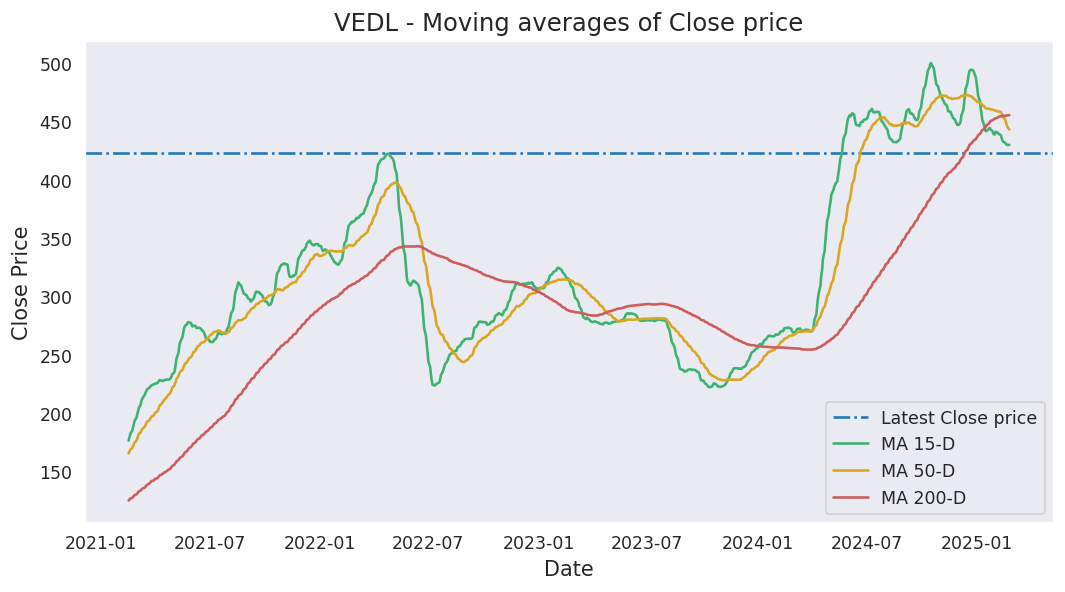 VEDL - Moving averages of Close price
500
450
400
350
300
250
200
150
Close Price
2021-01 2021-07 2022-01 2022-07 2023-01 2023-07 2024-01 2024-07 2025-01
Date
Latest Close price
MA 15-D
MA 50-D
MA 200-D